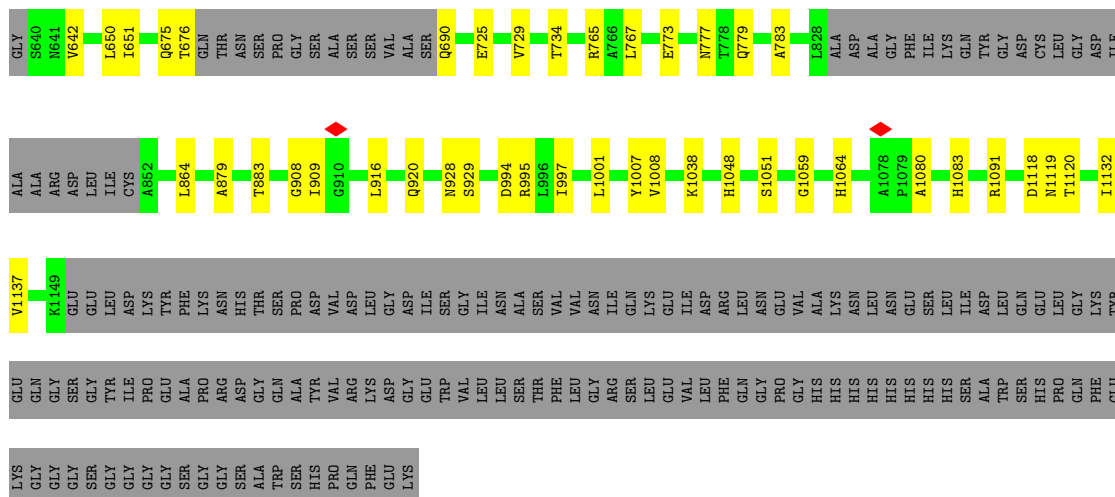 GLY S640 N641 V642 L650 I651 Q675 T676 GLN THR ASN SER PRO GLY SER ALA SER SER VAL ALA SER Q690 E725 V729 T734 R765 A766 L767 E773 N777 T778 Q779 A783 L828 ALA ASP ALA GLY PHE ILE LYS GLN TYR GLY ASP CYS LEU GLY ASP ILE
ALA ALA ARG ASP LEU ILE CYS A852 L864 A879 T883 G908 I909 G910 L916 Q920 N928 S929 D994 R995 L996 I997 L1001 Y1007 V1008 K1038 H1048 S1051 G1059 H1064 A1078 P1079 A1080 H1083 R1091 D1118 N1119 T1120 I1132
V1137 K1149 GLU GLU LEU ASP LYS TYR PHE LYS ASN HIS THR SER PRO ASP VAL ASP LEU GLY ASP ILE SER GLY ILE ASN ALA SER VAL VAL ASN ILE GLN LYS GLU ILE ASP ARG LEU ASN GLU VAL ALA LYS ASN LEU ASN GLU SER LEU ILE ASP LEU GLN GLU LEU GLY LYS TYR
GLU GLN GLY SER GLY TYR ILE PRO GLU ALA PRO ARG ASP GLY GLN ALA TYR VAL ARG LYS ASP GLY GLU TRP VAL LEU LEU SER THR PHE LEU GLY ARG SER LEU GLU VAL LEU PHE GLN GLY PRO GLY HIS HIS HIS HIS HIS HIS HIS HIS SER ALA TRP SER HIS PRO GLN PHE GLU
LYS GLY GLY GLY SER GLY GLY GLY GLY SER GLY GLY SER ALA TRP SER HIS PRO GLN PHE GLU LYS